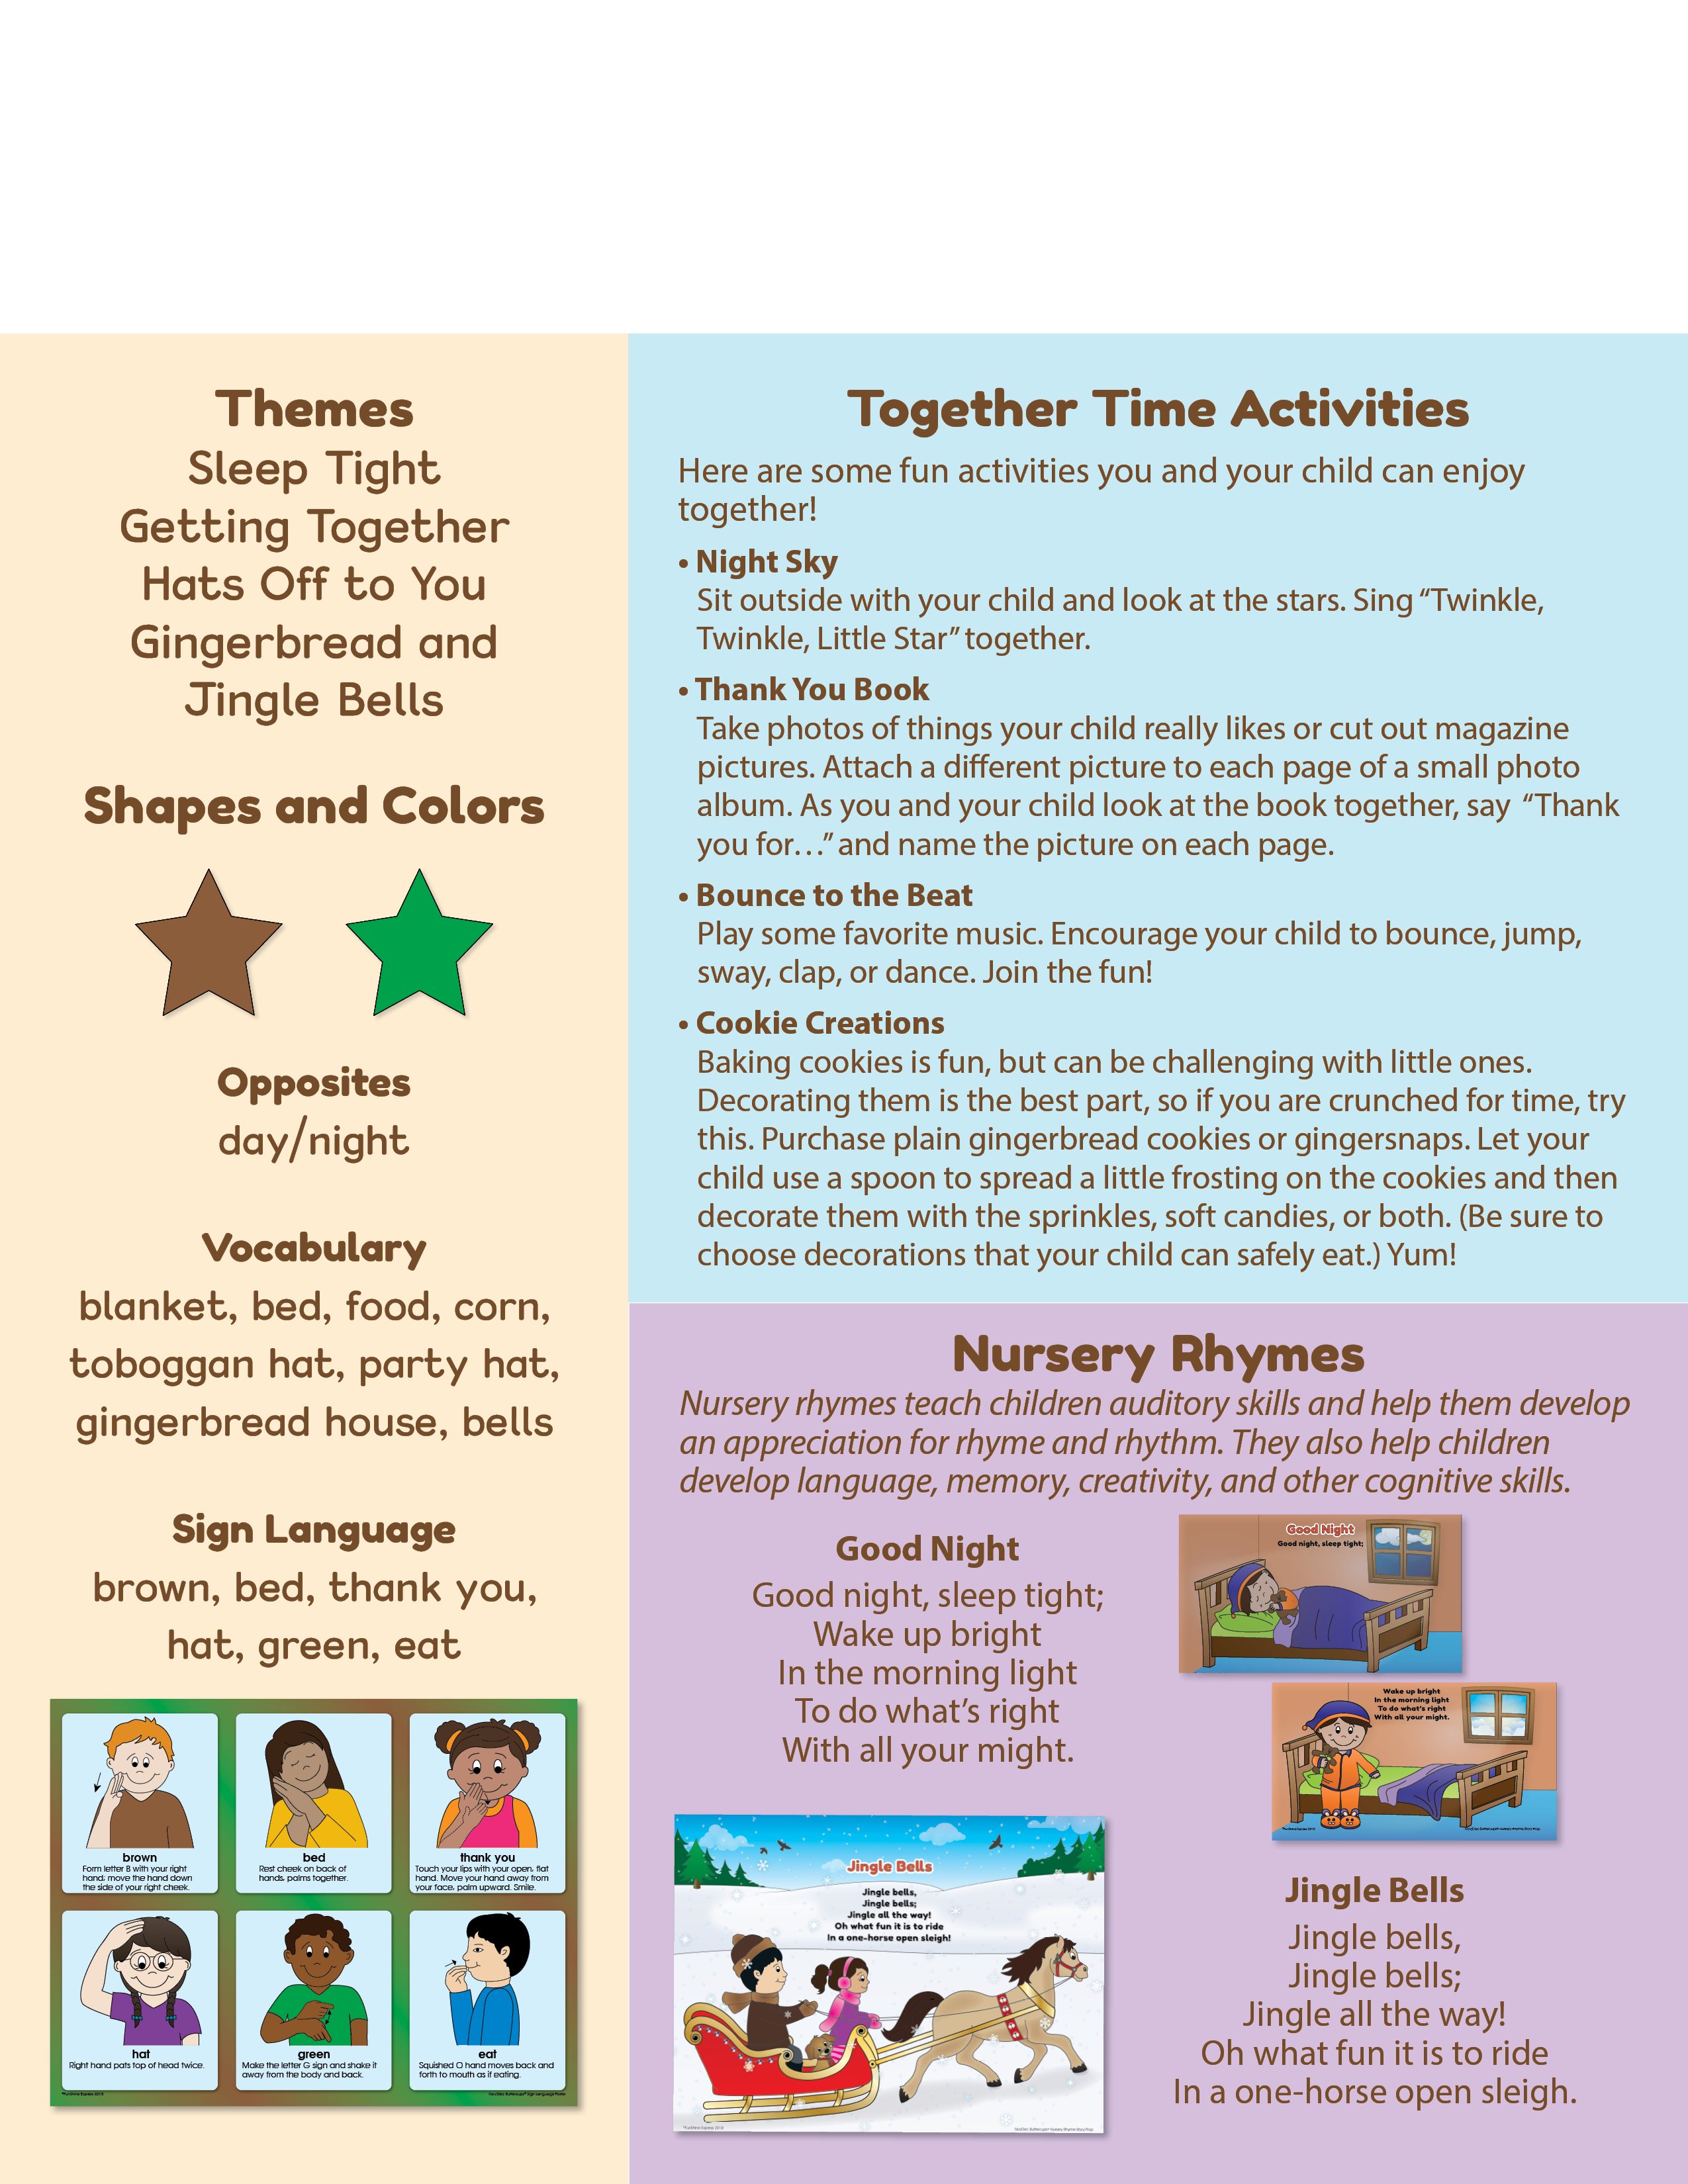 Themes
Sleep Tight
Getting Together
Hats Off to You
Gingerbread and
Jingle Bells
Shapes and Colors
Opposites
day/night
Vocabulary
blanket, bed, food, corn,
toboggan hat, party hat,
gingerbread house, bells
Sign Language
brown, bed, thank you,
hat, green, eat
brown
Form letter B with your right
hand; move the hand down
the side of your right cheek.
bed
Rest cheek on back of
hands, palms together.
thank you
Touch your lips with your open, flat
hand. Move your hand away from
your face, palm upward. Smile.
hat
Right hand pats top of head twice.
green
Make the letter G sign and shake it
away from the body and back.
eat
Squished O hand moves back and
forth to mouth as if eating.
Together Time Activities
Here are some fun activities you and your child can enjoy
together!
• Night Sky
Sit outside with your child and look at the stars. Sing “Twinkle,
Twinkle, Little Star” together.
• Thank You Book
Take photos of things your child really likes or cut out magazine
pictures. Attach a different picture to each page of a small photo
album. As you and your child look at the book together, say “Thank
you for…” and name the picture on each page.
• Bounce to the Beat
Play some favorite music. Encourage your child to bounce, jump,
sway, clap, or dance. Join the fun!
• Cookie Creations
Baking cookies is fun, but can be challenging with little ones.
Decorating them is the best part, so if you are crunched for time, try
this. Purchase plain gingerbread cookies or gingersnaps. Let your
child use a spoon to spread a little frosting on the cookies and then
decorate them with the sprinkles, soft candies, or both. (Be sure to
choose decorations that your child can safely eat.) Yum!
Nursery Rhymes
Nursery rhymes teach children auditory skills and help them develop
an appreciation for rhyme and rhythm. They also help children
develop language, memory, creativity, and other cognitive skills.
Good Night
Good night, sleep tight;
Wake up bright
In the morning light
To do what’s right
With all your might.
Good Night
Good night, sleep tight;
Wake up bright
In the morning light
To do what's right
With all your might.
Jingle Bells
Jingle bells,
Jingle bells;
Jingle all the way!
Oh what fun it is to ride
In a one-horse open sleigh!
Jingle Bells
Jingle bells,
Jingle bells;
Jingle all the way!
Oh what fun it is to ride
In a one-horse open sleigh.